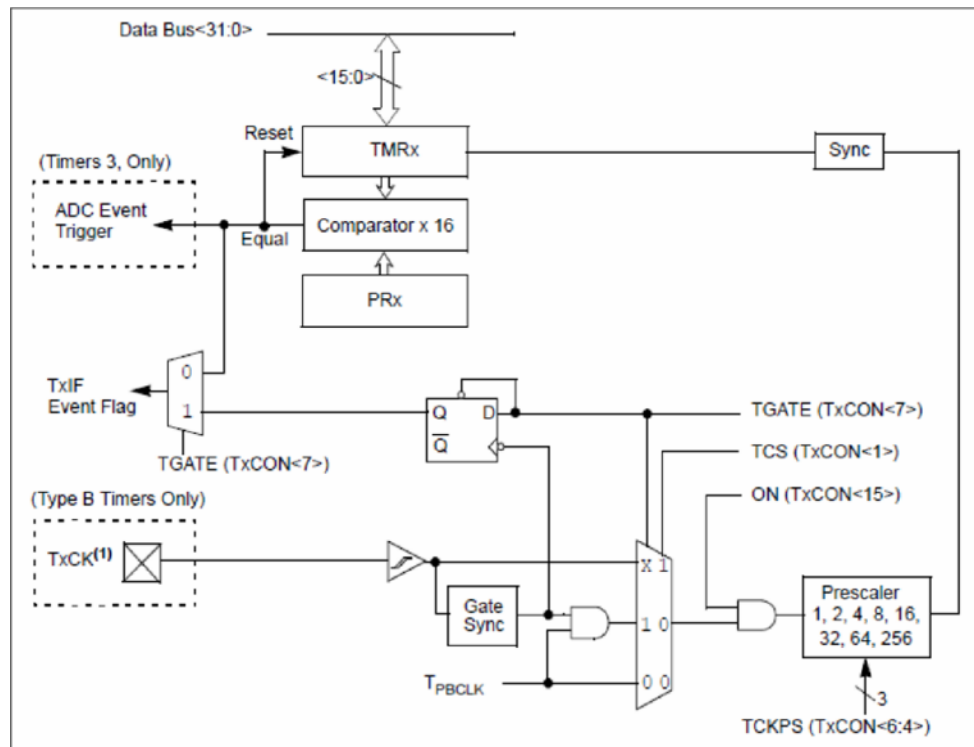 Data Bus<31:0>
<15:0>
Reset
TMRx
Sync
(Timers 3, Only)
ADC Event
Trigger
Equal
Comparator x 16
PRx
0
1
TxIF
Event Flag
Q D
Q
TGATE (TxCON<7>)
TGATE (TxCON<7>)
TCS (TxCON<1>)
ON (TxCON<15>)
(Type B Timers Only)
TxCK(1)
X 1
Gate
Sync
1 0
Prescaler
1, 2, 4, 8, 16,
32, 64, 256
TPBCLK
0 0
3
TCKPS (TxCON<6:4>)